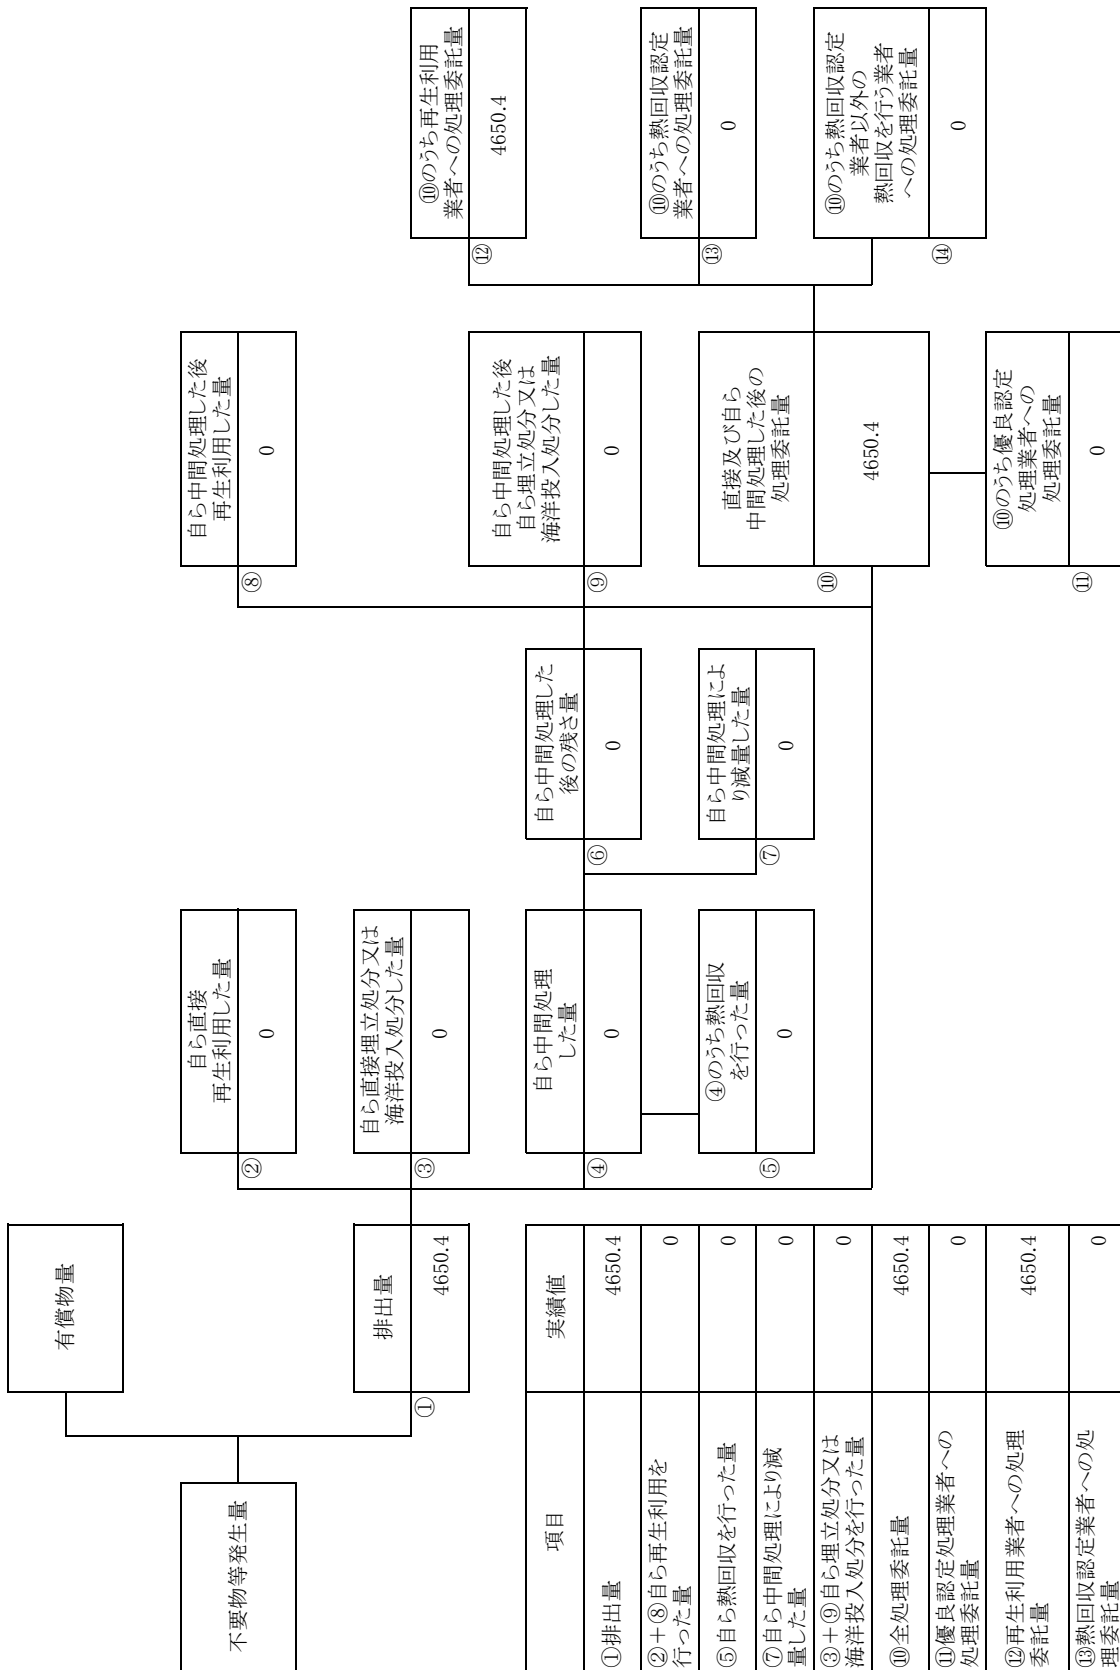 有償物量
不要物等発生量
①
排出量
4650.4
②
自ら直接
再生利用した量
0
③
自ら直接埋立処分又は
海洋投入処分した量
0
④
自ら中間処理
した量
0
⑤
④のうち熱回収
を行った量
0
⑥
自ら中間処理した
後の残さ量
0
⑦
自ら中間処理によ
り減量した量
0
⑧
自ら中間処理した後
再生利用した量
0
⑨
自ら中間処理した後
自ら埋立処分又は
海洋投入処分した量
0
⑩
直接及び自ら
中間処理した後の
処理委託量
4650.4
⑪
⑩のうち優良認定
処理業者への
処理委託量
0
⑫
⑩のうち再生利用
業者への処理委託量
4650.4
⑬
⑩のうち熱回収認定
業者への処理委託量
0
⑭
⑩のうち熱回収認定
業者以外の
熱回収を行う業者
への処理委託量
0
項目
実績値
①排出量
4650.4
②+⑧自ら再生利用を
行った量
0
⑤自ら熱回収を行った量
0
⑦自ら中間処理により減
量した量
0
③+⑨自ら埋立処分又は
海洋投入処分を行った量
0
⑩全処理委託量
4650.4
⑪優良認定処理業者への
処理委託量
0
⑫再生利用業者への処理
委託量
4650.4
⑬熱回収認定業者への処
理委託量
0